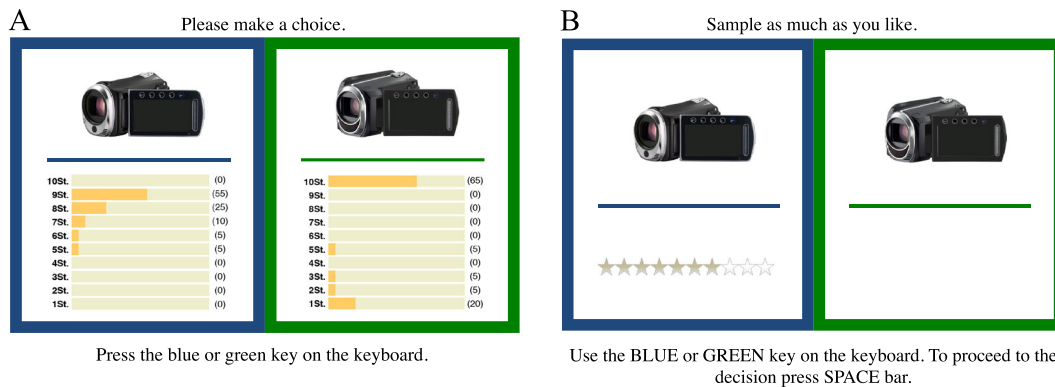 A
Please make a choice.
10St. (0)
9St. (55)
8St. (25)
7St. (10)
6St. (5)
5St. (5)
4St. (0)
3St. (0)
2St. (0)
1St. (0)
10St. (65)
9St. (0)
8St. (0)
7St. (0)
6St. (0)
5St. (5)
4St. (0)
3St. (5)
2St. (5)
1St. (20)
Press the blue or green key on the keyboard.
B
Sample as much as you like.
Use the BLUE or GREEN key on the keyboard. To proceed to the
decision press SPACE bar.